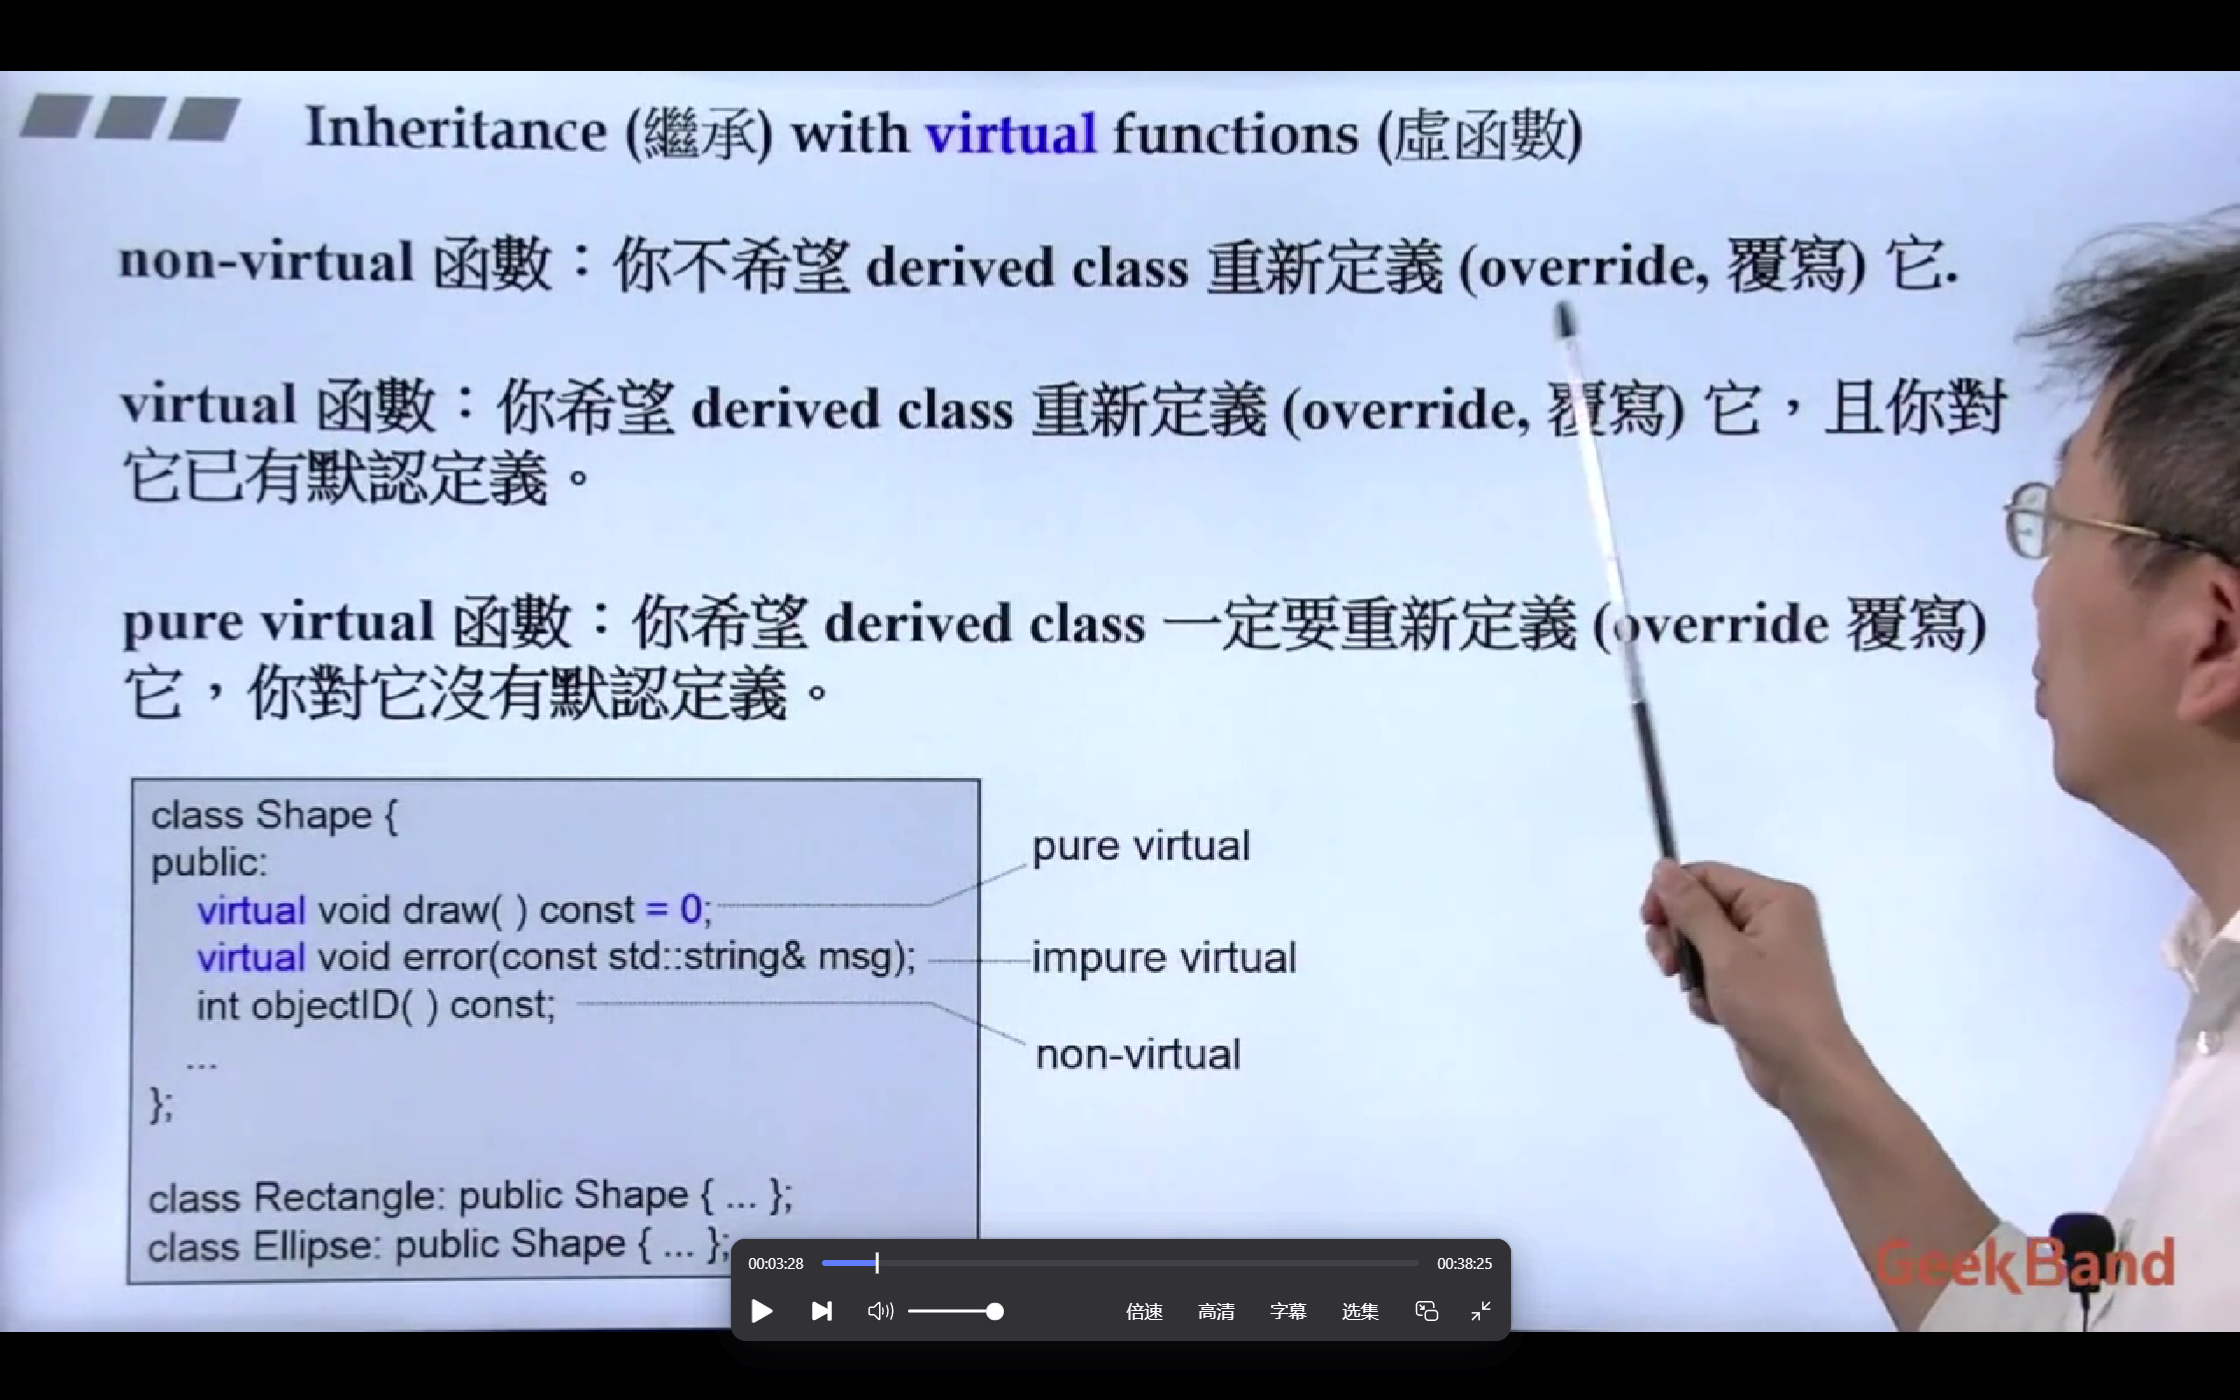 Inheritance (繼承) with virtual functions (虛函數)
non-virtual 函數：你不希望 derived class 重新定義 (override, 覆寫) 它.
virtual 函數：你希望 derived class 重新定義 (override, 覆寫) 它，且你對
它已有默認定義。
pure virtual 函數：你希望 derived class 一定要重新定義 (override 覆寫)
它，你對它沒有默認定義。
class Shape {
public:
virtual void draw( ) const = 0;
virtual void error(const std::string& msg);
int objectID( ) const;
...
};
class Rectangle: public Shape { ... };
class Ellipse: public Shape { ... };
pure virtual
impure virtual
non-virtual
GeekBand
00:03:28
00:38:25
倍速
高清
字幕
选集